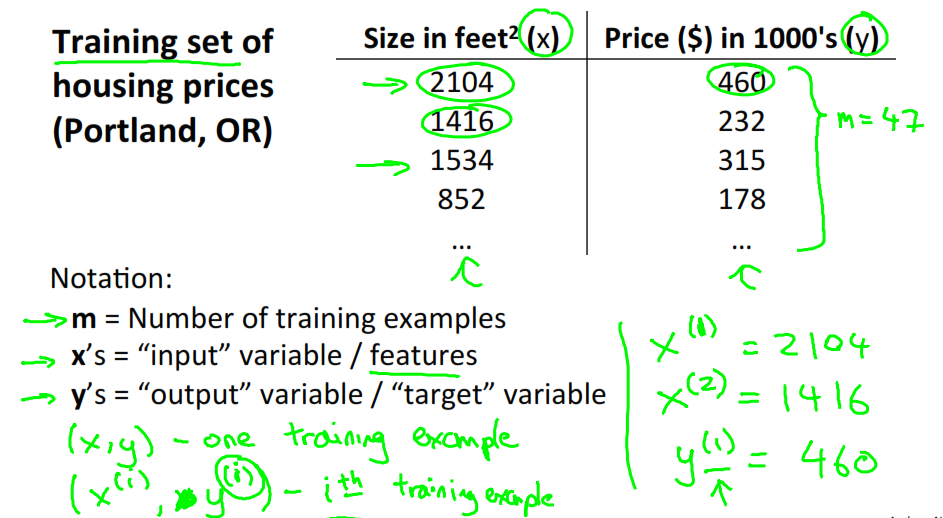 Training set of housing prices (Portland, OR)
Size in feet² (x) Price ($) in 1000's (y)
2104 460
1416 232
1534 315
852 178
... ...
m = 47
Notation:
m = Number of training examples
x's = “input” variable / features
y's = “output” variable / “target” variable
(x,y) - one training example
(x^(i), y^(i)) - i^th training example
x^(1) = 2104
x^(2) = 1416
y^(1) = 460